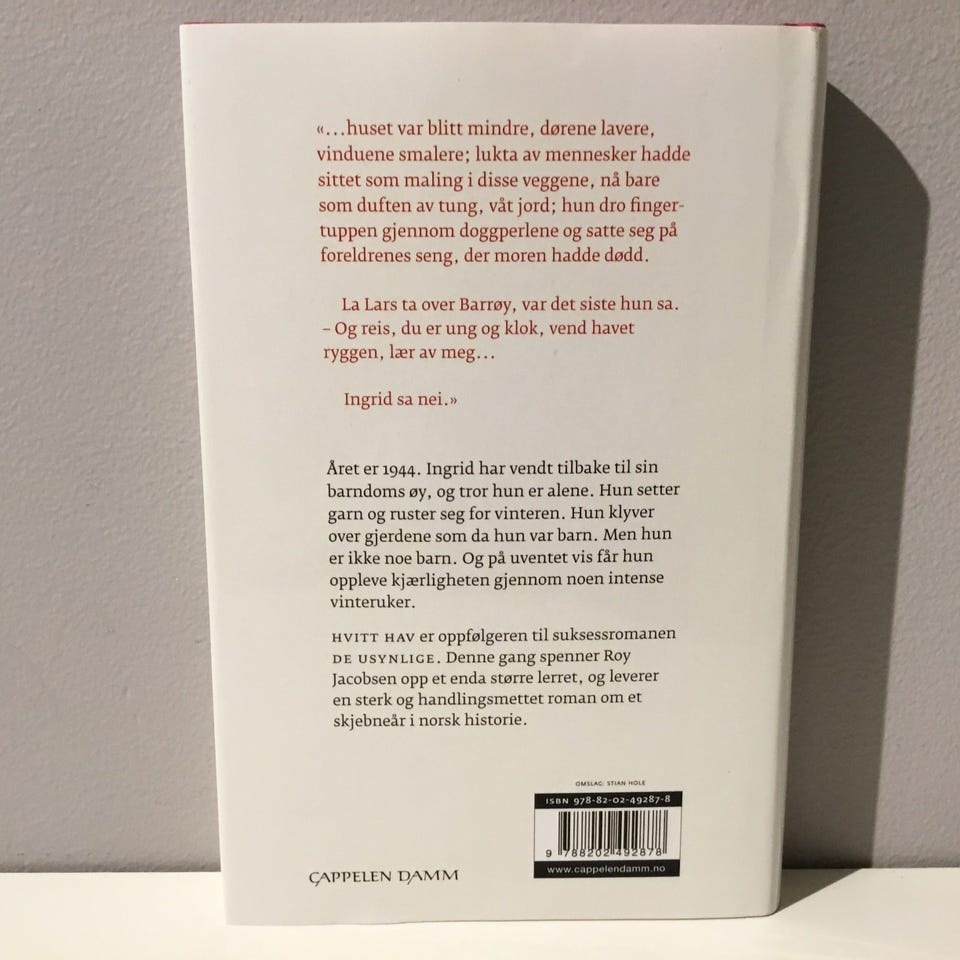 «...huset var blitt mindre, dørene lavere,
vinduene smalere; lukta av mennesker hadde
sittet som maling i disse veggene, nå bare
som duften av tung, våt jord; hun dro finger-
tuppen gjennom doggperlene og satte seg på
foreldrenes seng, der moren hadde dødd.
La Lars ta over Barrøy, var det siste hun sa.
– Og reis, du er ung og klok, vend havet
ryggen, lær av meg...
Ingrid sa nei.»
Året er 1944. Ingrid har vendt tilbake til sin
barndoms øy, og tror hun er alene. Hun setter
garn og ruster seg for vinteren. Hun klyver
over gjerdene som da hun var barn. Men hun
er ikke noe barn. Og på uventet vis får hun
oppleve kjærligheten gjennom noen intense
vinteruker.
HVITT HAV er oppfølgeren til suksessromanen
DE USYNLIGE. Denne gang spenner Roy
Jacobsen opp et enda større lerret, og leverer
en sterk og handlingsmettet roman om et
skjebneår i norsk historie.
OMSLAG: STIAN HOLE
ISBN 978-82-02-49287-8
9 788202 492878
www.cappelendamm.no
CAPPELEN DAMM